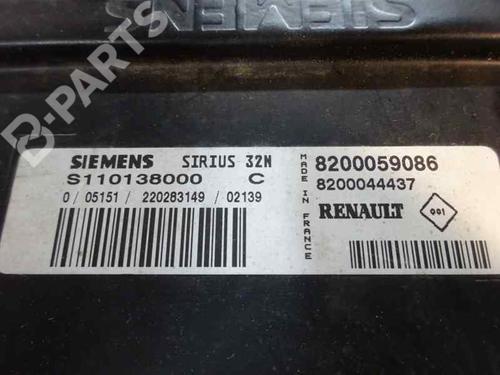 SIEMENS
B-PARTS
SIEMENS SIRIUS 32N
S110138000 C
0 / 05151 / 220283149 / 02139
MADE IN FRANCE
8200059086
8200044437
RENAULT 001